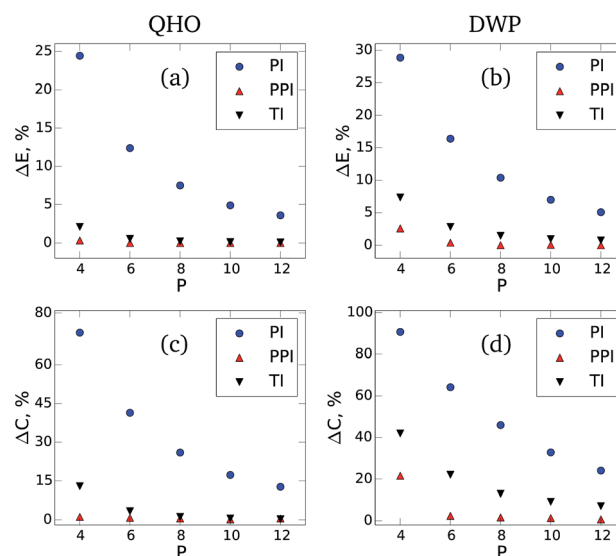 QHO
DWP
25
20
15
10
5
0
ΔE, %
(a)
PI
PPI
TI
4 6 8 10 12
P
30
25
20
15
10
5
0
ΔE, %
(b)
PI
PPI
TI
4 6 8 10 12
P
80
60
45
30
15
0
ΔC, %
(c)
PI
PPI
TI
4 6 8 10 12
P
100
80
60
40
20
0
ΔC, %
(d)
PI
PPI
TI
4 6 8 10 12
P